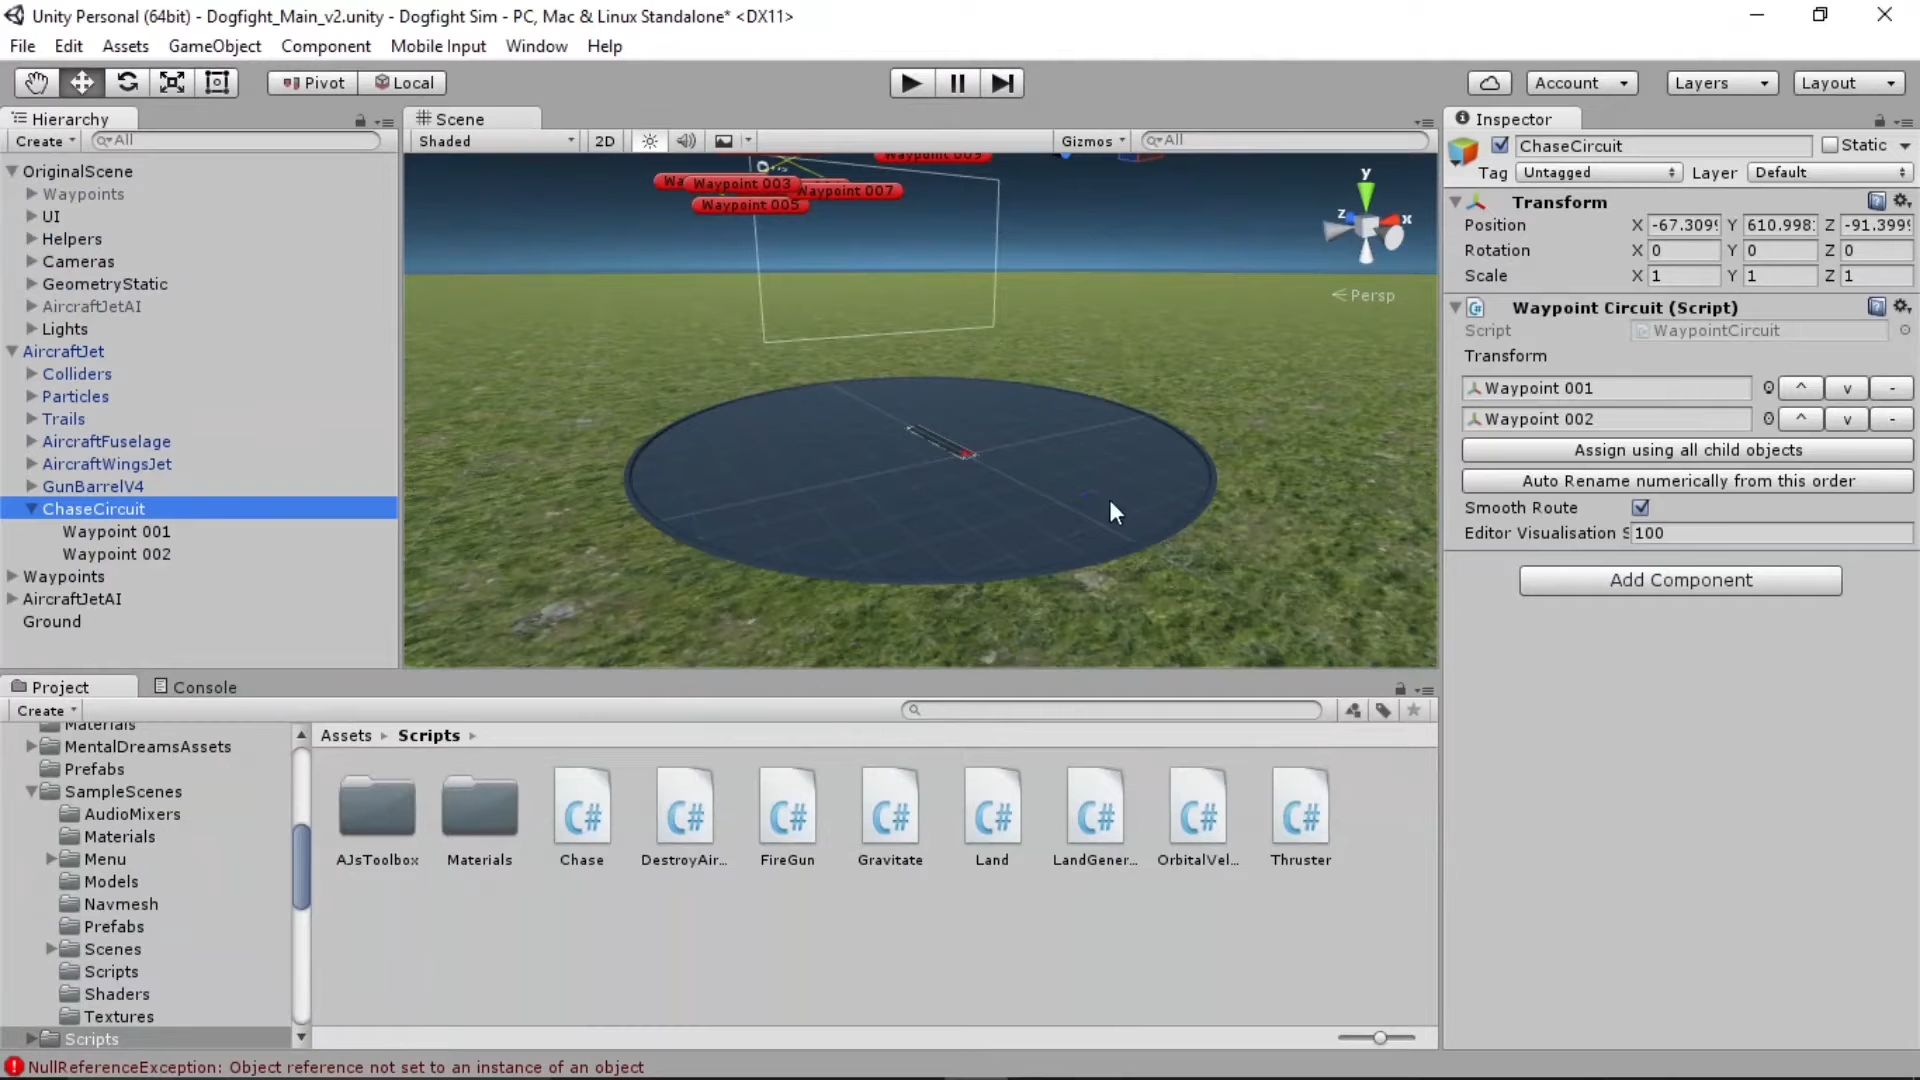 Unity Personal (64bit) - Dogfight_Main_v2.unity - Dogfight Sim - PC, Mac & Linux Standalone* <DX11>
File Edit Assets GameObject Component Mobile Input Window Help
Pivot Local Account Layers Layout
Hierarchy
Create All
OriginalScene
Waypoints
UI
Helpers
Cameras
GeometryStatic
AircraftJetAI
Lights
AircraftJet
Colliders
Particles
Trails
AircraftFuselage
AircraftWingsJet
GunBarrelV4
ChaseCircuit
Waypoint 001
Waypoint 002
Waypoints
AircraftJetAI
Ground
Scene
Shaded 2D Gizmos All
Waypoint 009
Wa
Waypoint 003
Waypoint 007
Waypoint 005
y
z
x
Persp
Inspector
ChaseCircuit Static
Tag Untagged Layer Default
Transform
Position X -67.309 Y 610.998 Z -91.399
Rotation X 0 Y 0 Z 0
Scale X 1 Y 1 Z 1
Waypoint Circuit (Script)
Script WaypointCircuit
Transform
Waypoint 001 ^ v -
Waypoint 002 ^ v -
Assign using all child objects
Auto Rename numerically from this order
Smooth Route
Editor Visualisation S 100
Add Component
Project Console
Create
Materials
MentalDreamsAssets
Prefabs
SampleScenes
AudioMixers
Materials
Menu
Models
Navmesh
Prefabs
Scenes
Scripts
Shaders
Textures
Scripts
Assets Scripts
C# C# C# C# C# C# C# C#
AJsToolbox Materials Chase DestroyAir... FireGun Gravitate Land LandGener... OrbitalVel... Thruster
NullReferenceException: Object reference not set to an instance of an object